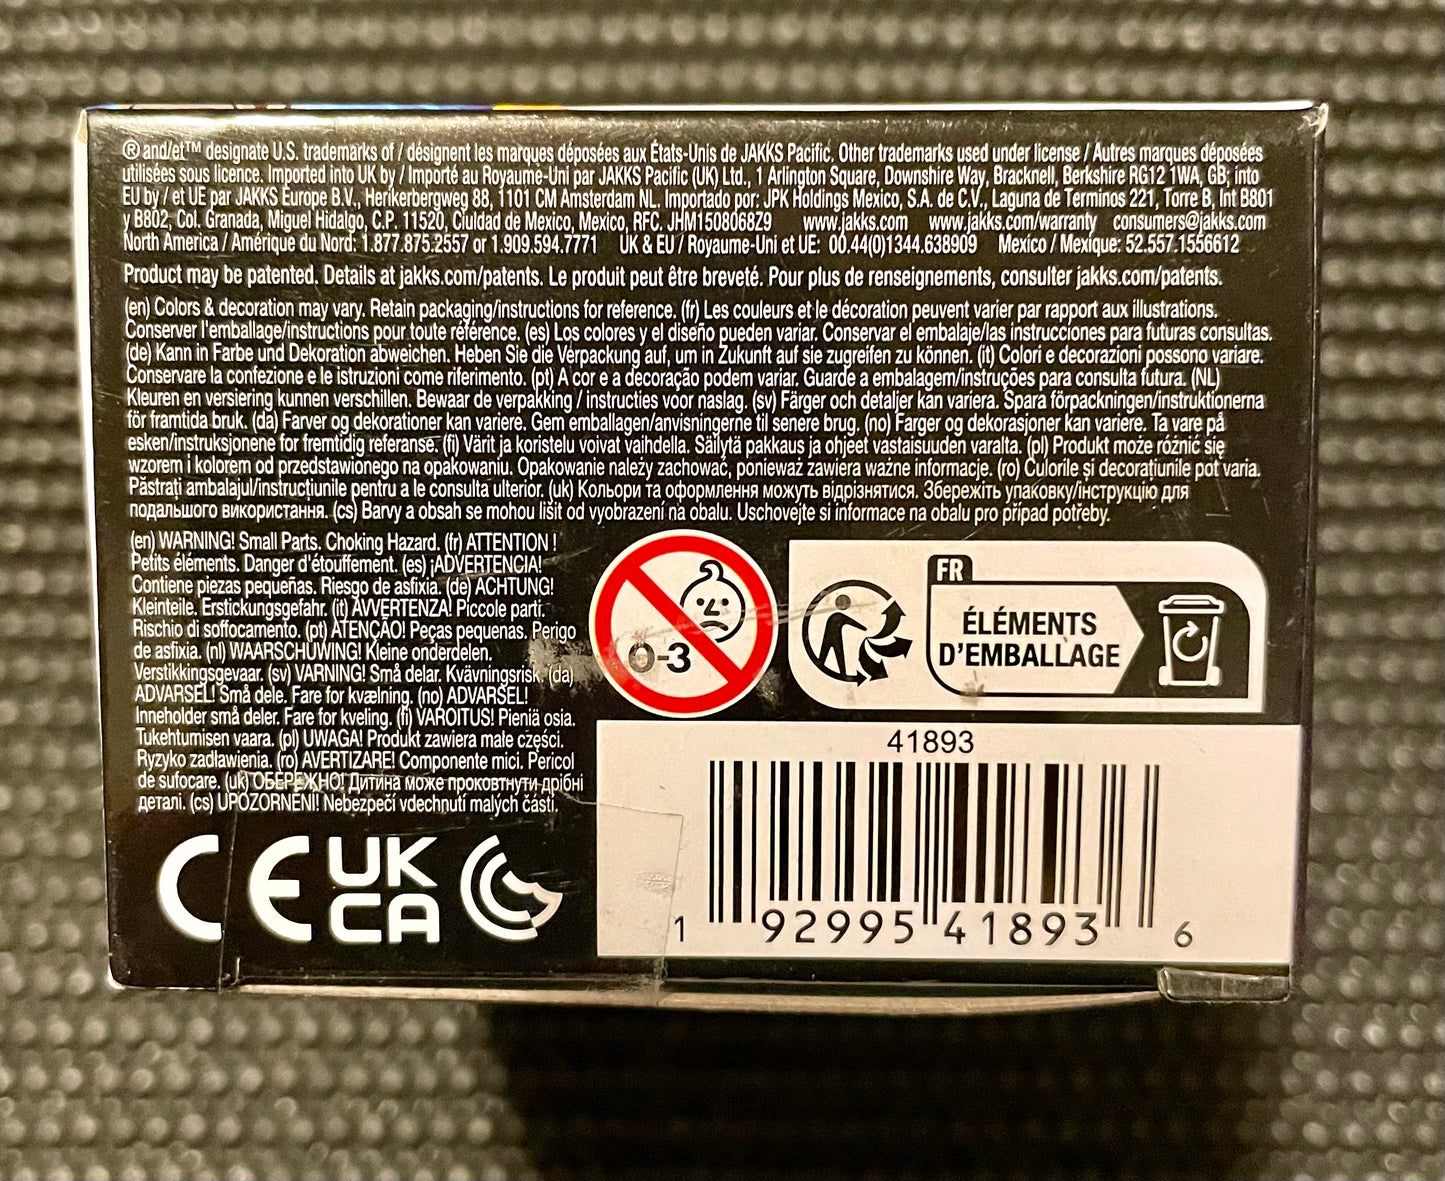 ® and/et™ designate U.S. trademarks of / désignent les marques déposées aux États-Unis de JAKKS Pacific. Other trademarks used under license / Autres marques déposées
utilisées sous licence. Imported into UK by / Importé au Royaume-Uni par JAKKS Pacific (UK) Ltd., 1 Arlington Square, Downshire Way, Bracknell, Berkshire RG12 1WA, GB; into
EU by / et UE par JAKKS Europe B.V., Herikerbergweg 88, 1101 CM Amsterdam NL. Importado por: JPK Holdings Mexico, S.A. de C.V., Laguna de Terminos 221, Torre B, Int B801
y B802; Col. Granada, Miguel Hidalgo, C.P. 11520, Ciuldad de Mexico, Mexico, RFC. JHM150806879 www.jakks.com www.jakks.com/warranty consumers@jakks.com
North America / Amérique du Nord: 1.877.875.2557 or 1.909.594.7771 UK & EU / Royaume-Uni et UE: 00.44(0)1344.638909 Mexico / Mexique: 52.557.1556612
Product may be patented. Details at jakks.com/patents. Le produit peut être breveté. Pour plus de renseignements, consulter jakks.com/patents.
(en) Colors & decoration may vary. Retain packaging/instructions for reference. (fr) Les couleurs et le décoration peuvent varier par rapport aux illustrations.
Conserver l'emballage/instructions pour toute référence. (es) Los colores y el diseño pueden variar. Conservar el embalaje/las instrucciones para futuras consultas.
(de) Kann in Farbe und Dekoration abweichen. Heben Sie die Verpackung auf, um in Zukunft auf sie zugreifen zu können. (it) Colori e decorazioni possono variare.
Conservare la confezione e le istruzioni come riferimento. (pt) A cor e a decoração podem variar. Guarde a embalagem/instruções para consulta futura. (NL)
Kleuren en versiering kunnen verschillen. Bewaar de verpakking / instructies voor naslag. (sv) Färger och detaljer kan variera. Spara förpackningen/instruktionerna
för framtida bruk. (da) Farver og dekorationer kan variere. Gem emballagen/anvisningerne til senere brug. (no) Farger og dekorasjoner kan variere. Ta vare på
esken/instruksjonene for fremtidig referanse. (fi) Värit ja koristelu voivat vaihdella. Säilytä pakkaus ja ohjeet vastaisuuden varalta. (pl) Produkt może różnić się
wzorem i kolorem od przedstawionego na opakowaniu. Opakowanie należy zachować, ponieważ zawiera ważne informacje. (ro) Culorile și decorațiunile pot varia.
Păstrați ambalajul/instrucțiunile pentru a le consulta ulterior. (uk) Кольори та оформлення можуть відрізнятися. Збережіть упаковку/інструкцію для
подальшого використання. (cs) Barvy a obsah se mohou lišit od vyobrazení na obalu. Uschovejte si informace na obalu pro případ potřeby.
(en) WARNING! Small Parts. Choking Hazard. (fr) ATTENTION !
Petits éléments. Danger d'étouffement. (es) ¡ADVERTENCIA!
Contiene piezas pequeñas. Riesgo de asfixia. (de) ACHTUNG!
Kleinteile. Erstickungsgefahr. (it) AVVERTENZA! Piccole parti.
Rischio di soffocamento. (pt) ATENÇÃO! Peças pequenas. Perigo
de asfixia. (nl) WAARSCHUWING! Kleine onderdelen.
Verstikkingsgevaar. (sv) VARNING! Små delar. Kvävningsrisk. (da)
ADVARSEL! Små dele. Fare for kvælning. (no) ADVARSEL!
Inneholder små deler. Fare for kveling. (fi) VAROITUS! Pieniä osia.
Tukehtumisen vaara. (pl) UWAGA! Produkt zawiera małe części.
Ryzyko zadławienia. (ro) AVERTIZARE! Componente mici. Pericol
de sufocare. (uk) ОБЕРЕЖНО! Дитина може проковтнути дрібні
деталі. (cs) UPOZORNĚNÍ! Nebezpečí vdechnutí malých částí.
0-3
FR
ÉLÉMENTS
D'EMBALLAGE
CE UK
CA
41893
1 92995 41893 6